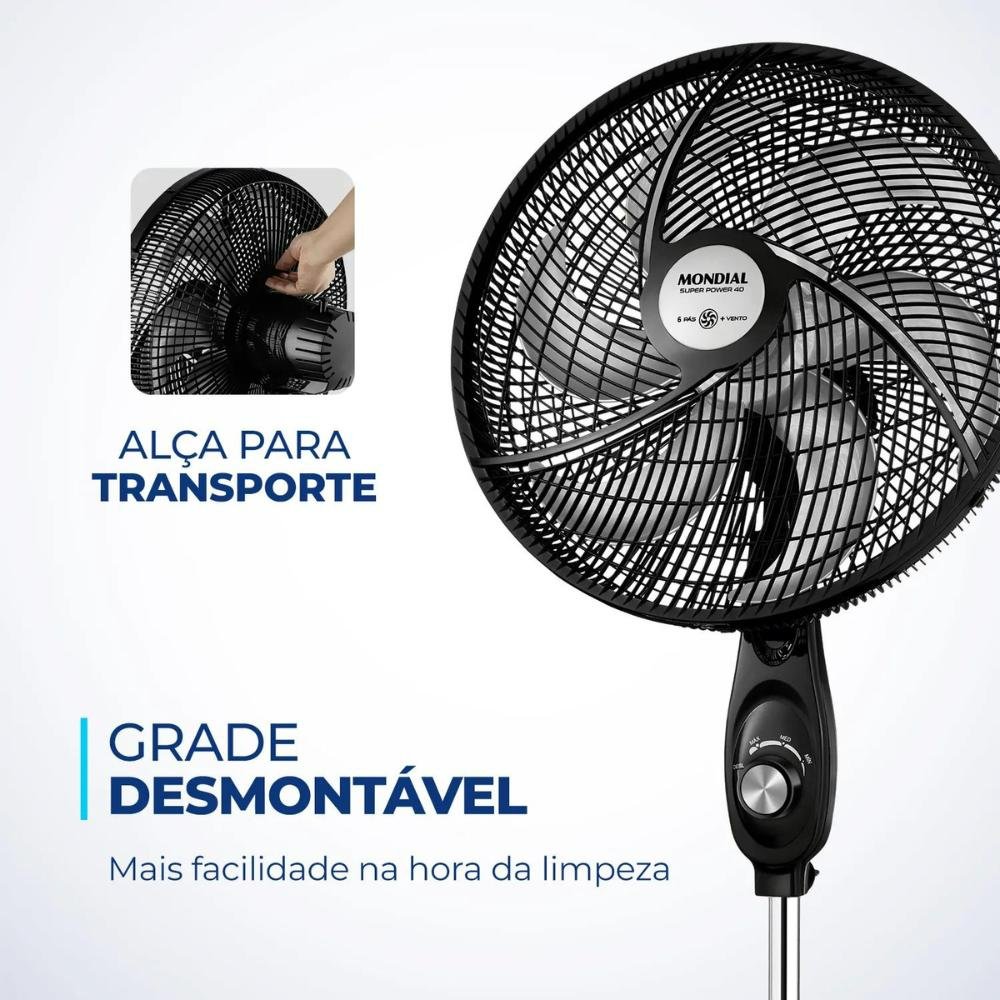 MONDIAL
SUPER POWER 40
6 PÁS + VENTO
ALÇA PARA
TRANSPORTE
GRADE
DESMONTÁVEL
Mais facilidade na hora da limpeza
MAX MED MIN